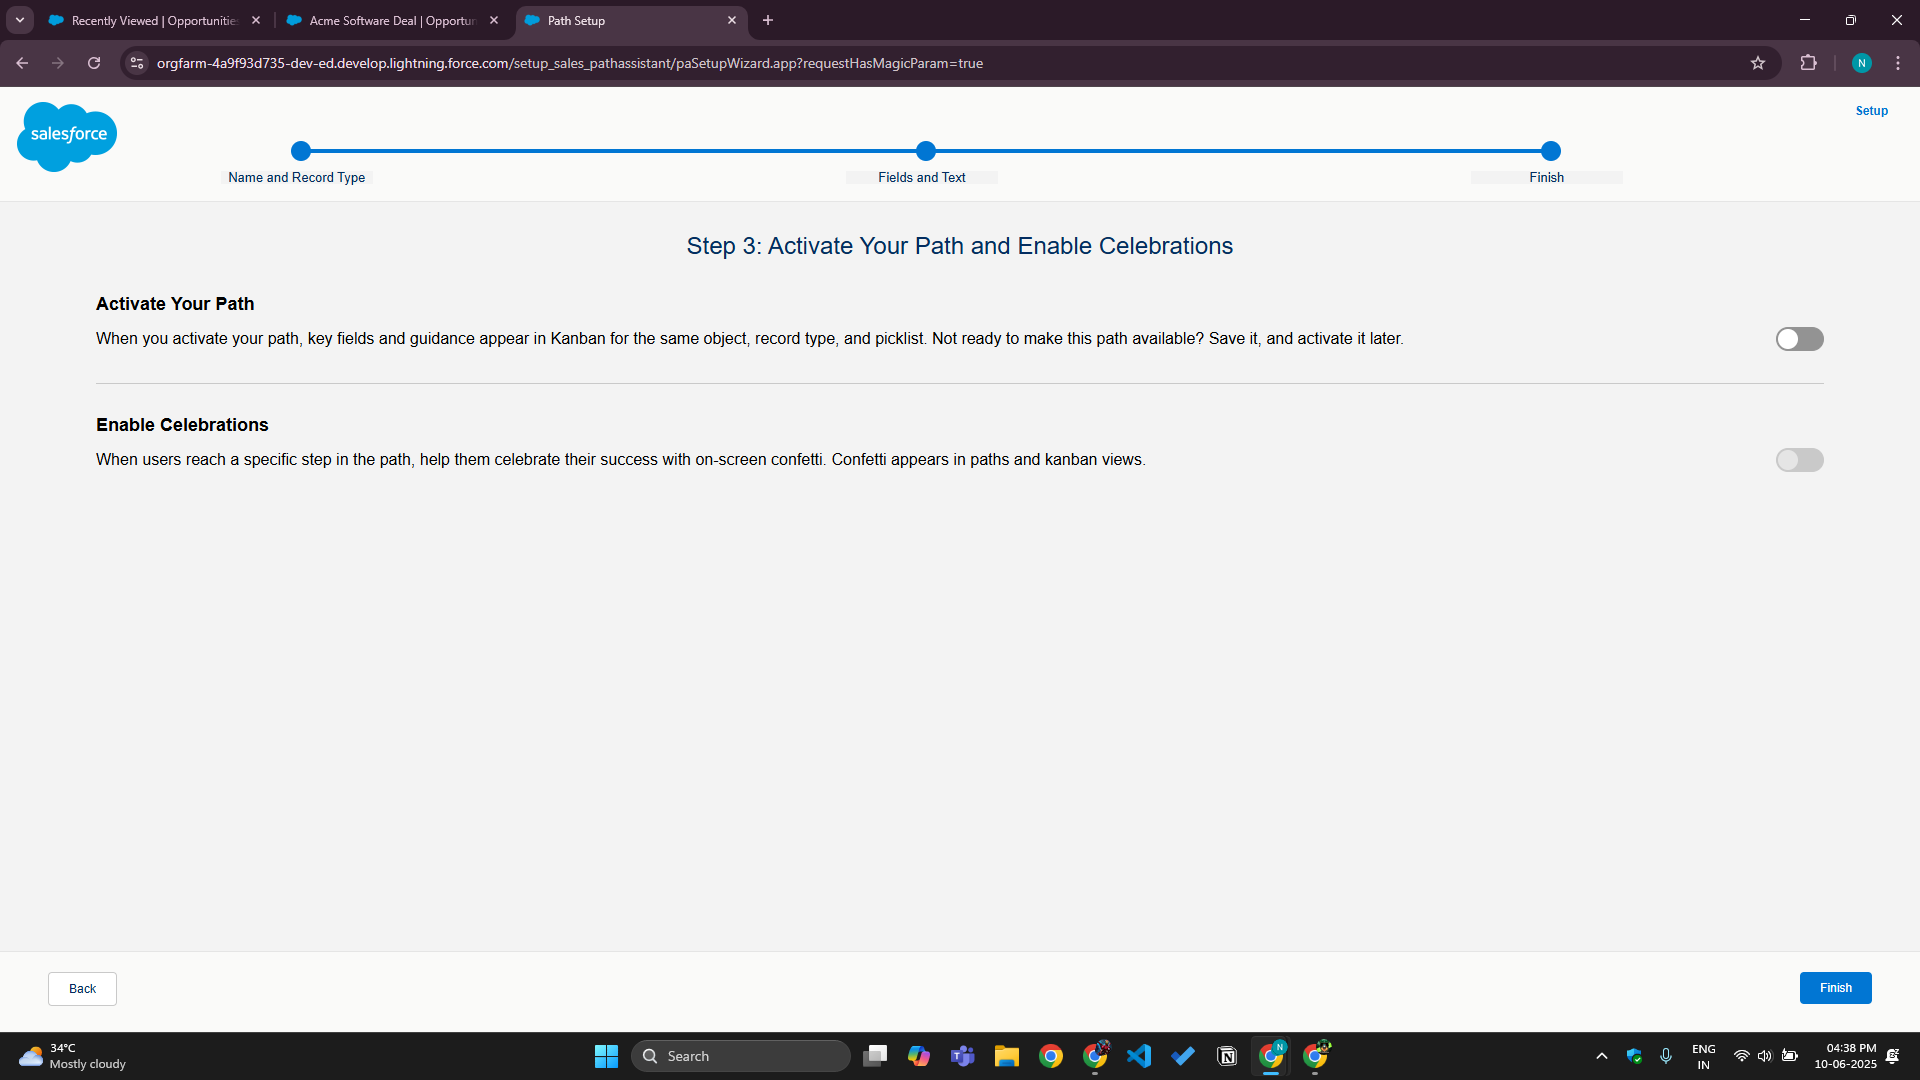 Recently Viewed | Opportunities
Acme Software Deal | Opportun
Path Setup
orgfarm-4a9f93d735-dev-ed.develop.lightning.force.com/setup_sales_pathassistant/paSetupWizard.app?requestHasMagicParam=true
N
salesforce
Setup
Name and Record Type
Fields and Text
Finish
Step 3: Activate Your Path and Enable Celebrations
Activate Your Path
When you activate your path, key fields and guidance appear in Kanban for the same object, record type, and picklist. Not ready to make this path available? Save it, and activate it later.
Enable Celebrations
When users reach a specific step in the path, help them celebrate their success with on-screen confetti. Confetti appears in paths and kanban views.
Back
Finish
34°C
Mostly cloudy
Search
N
ENG
IN
04:38 PM
10-06-2025